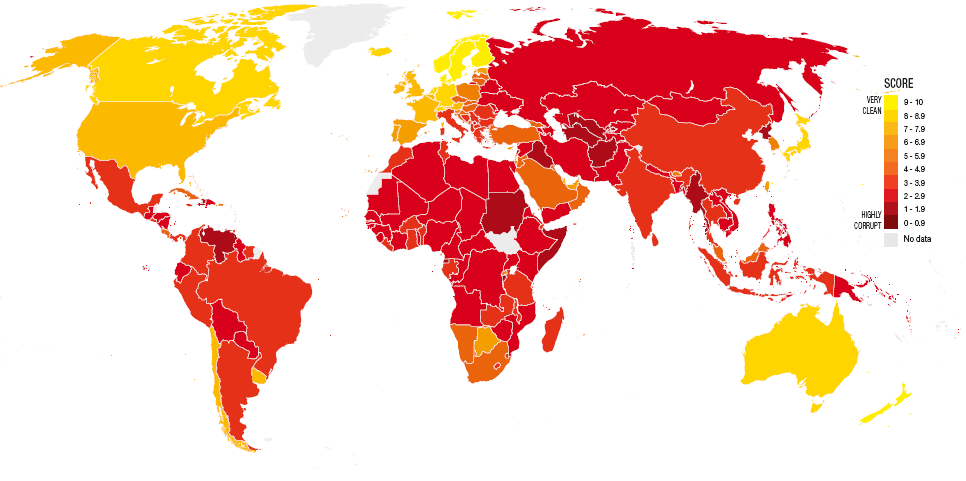 SCORE
VERY
CLEAN
9 - 10
8 - 8.9
7 - 7.9
6 - 6.9
5 - 5.9
4 - 4.9
3 - 3.9
2 - 2.9
1 - 1.9
HIGHLY
CORRUPT
0 - 0.9
No data